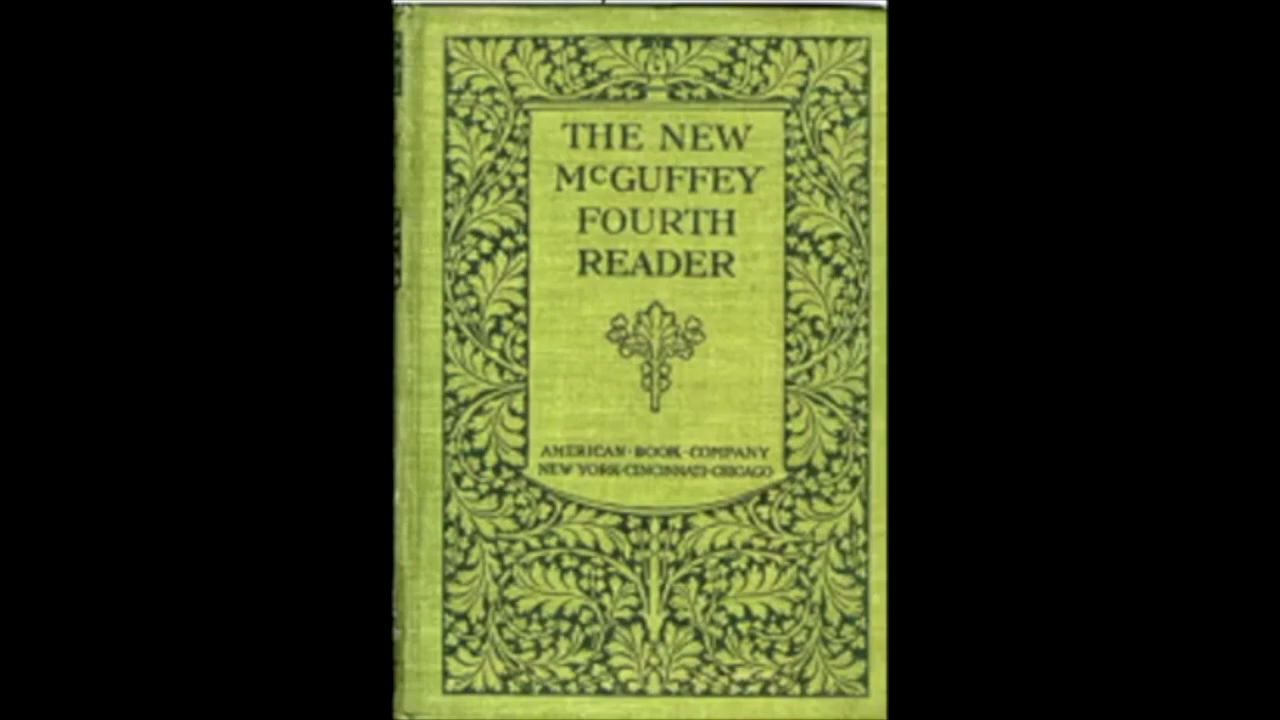 THE NEW
McGUFFEY
FOURTH
READER
AMERICAN·BOOK·COMPANY
NEW YORK·CINCINNATI·CHICAGO